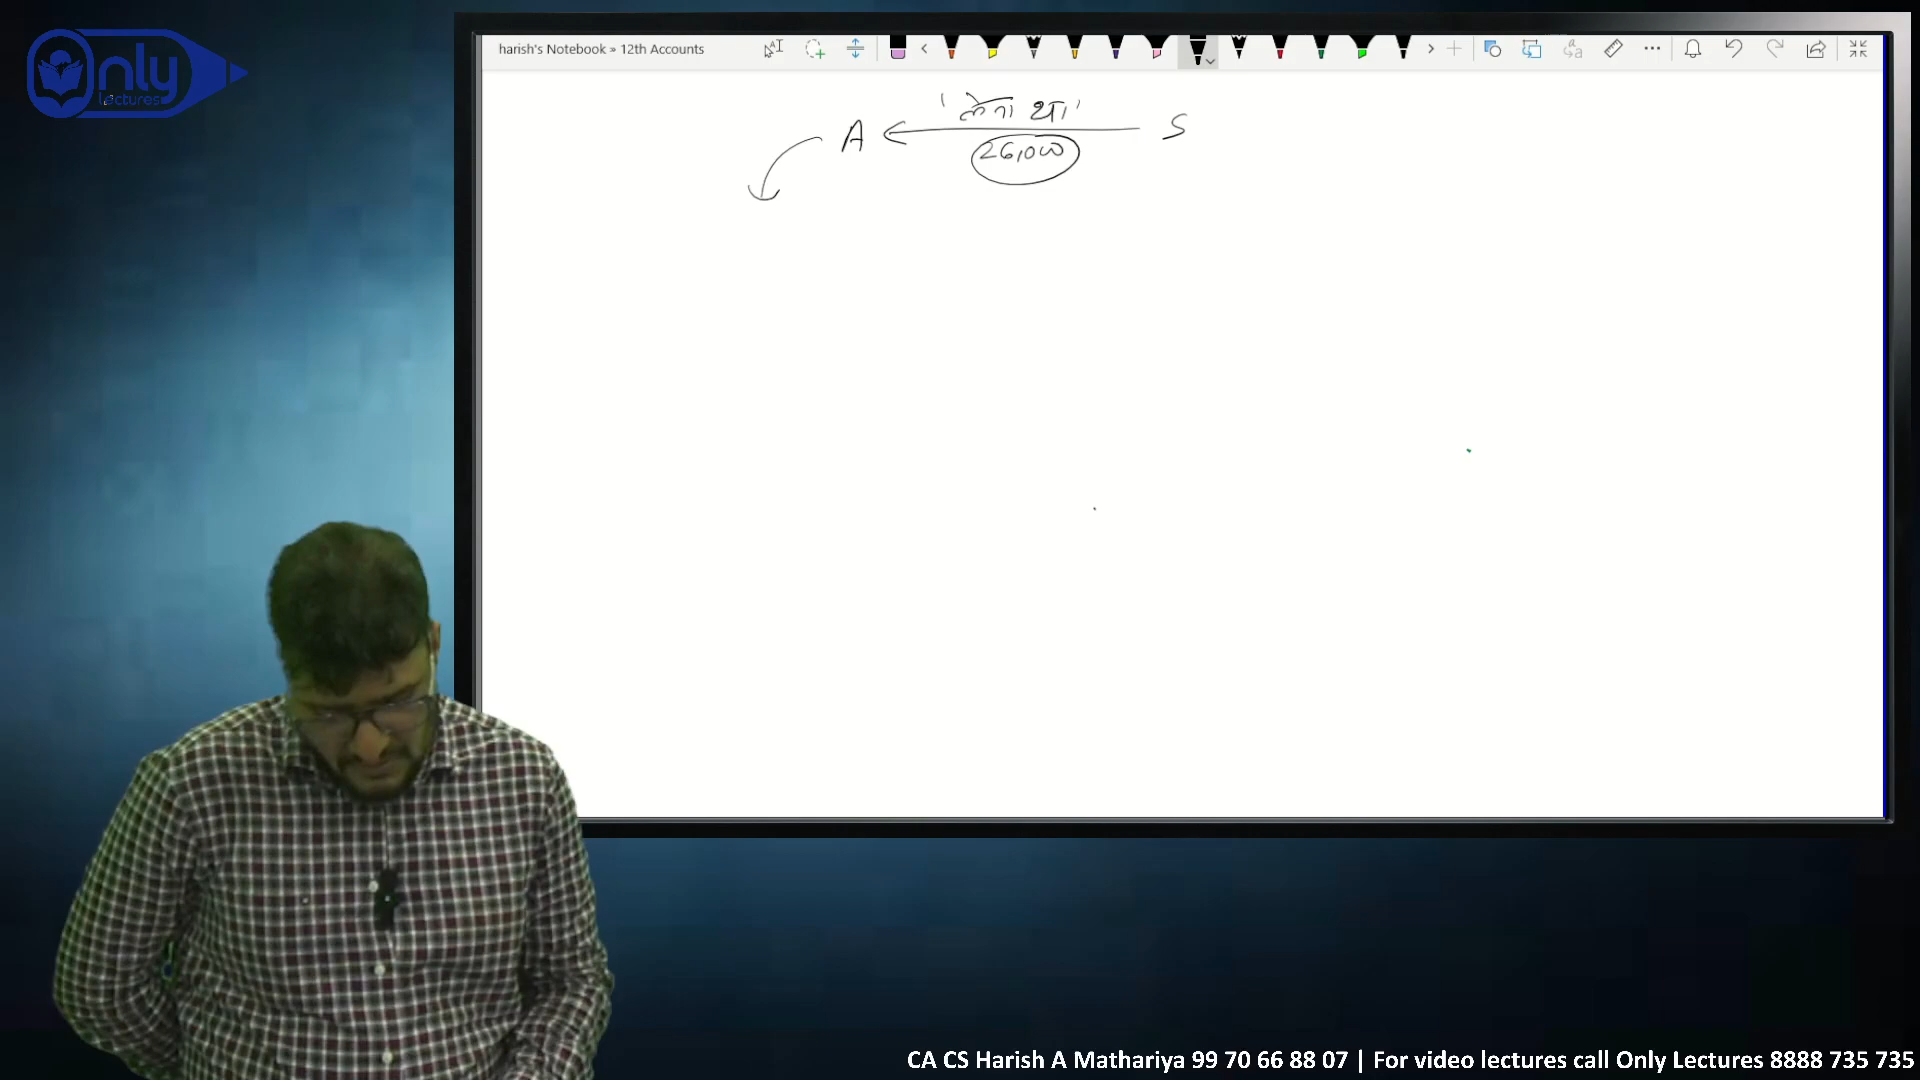 Only
Lectures
harish's Notebook » 12th Accounts
'लेना था'
A ← S
26,000
CA CS Harish A Mathariya 99 70 66 88 07 | For video lectures call Only Lectures 8888 735 735